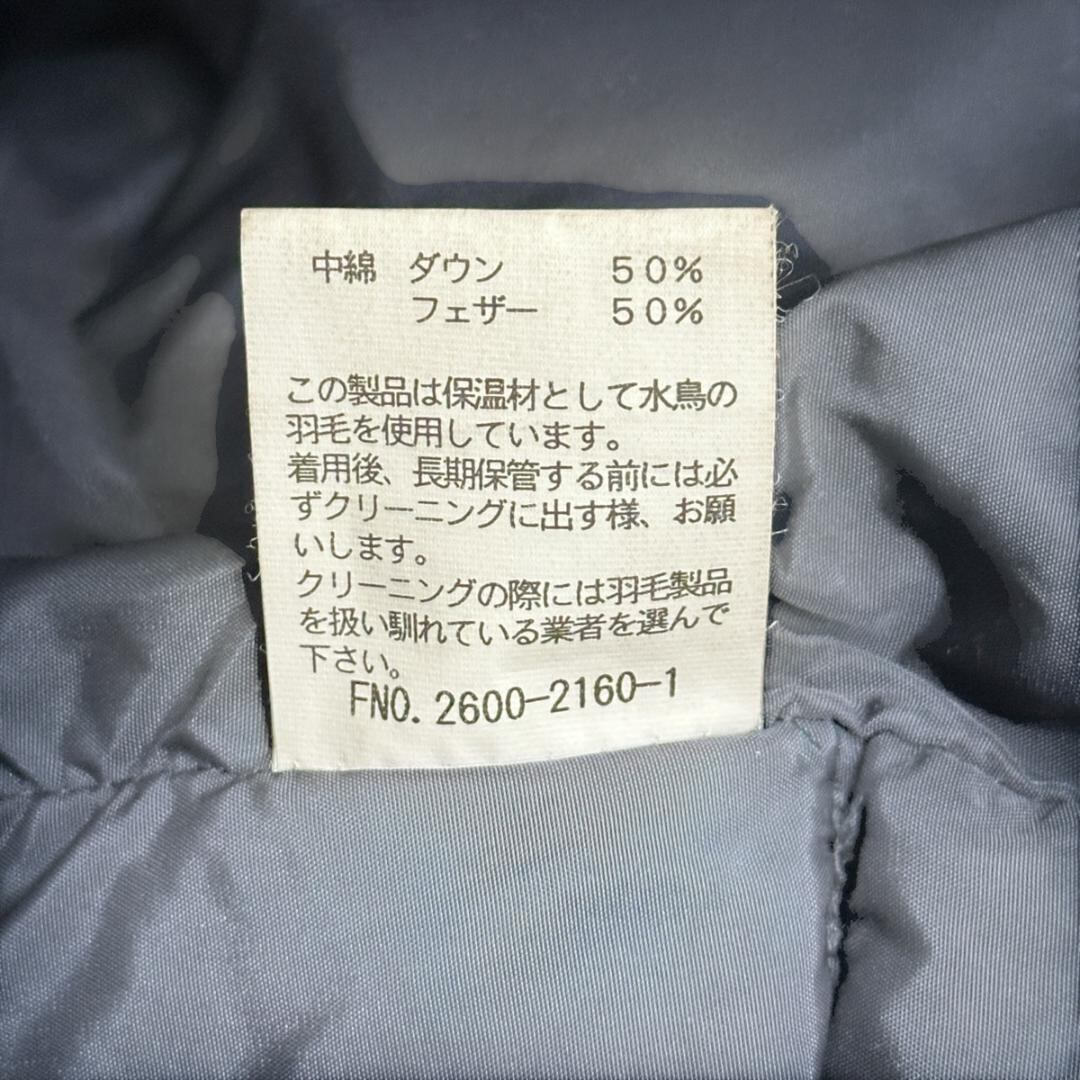 中綿 ダウン 50%
フェザー 50%
この製品は保温材として水鳥の
羽毛を使用しています。
着用後、長期保管する前には必
ずクリーニングに出す様、お願
いします。
クリーニングの際には羽毛製品
を扱い馴れている業者を選んで
下さい。
FNO.2600-2160-1